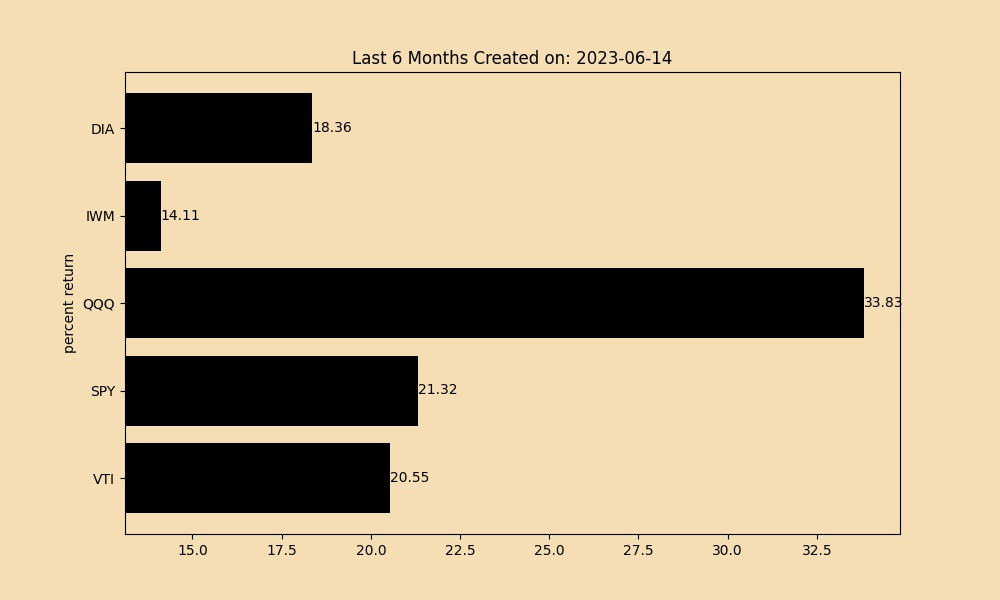 Last 6 Months Created on: 2023-06-14
percent return
DIA 18.36
IWM 14.11
QQQ 33.83
SPY 21.32
VTI 20.55
15.0 17.5 20.0 22.5 25.0 27.5 30.0 32.5